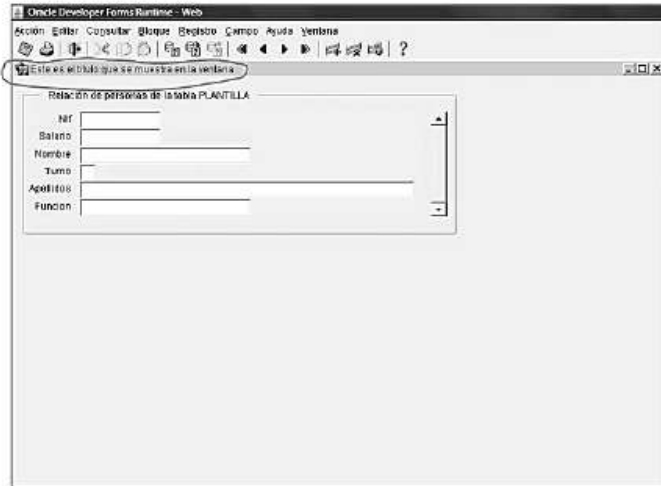 Oracle Developer Forms Runtime - Web
Acción Editar Consultar Bloque Registro Campo Ayuda Ventana
?
Este es el titulo que se muestra en la ventana
Relación de personas de la tabla PLANTILLA
Nif
Salario
Nombre
Turno
Apellidos
Funcion